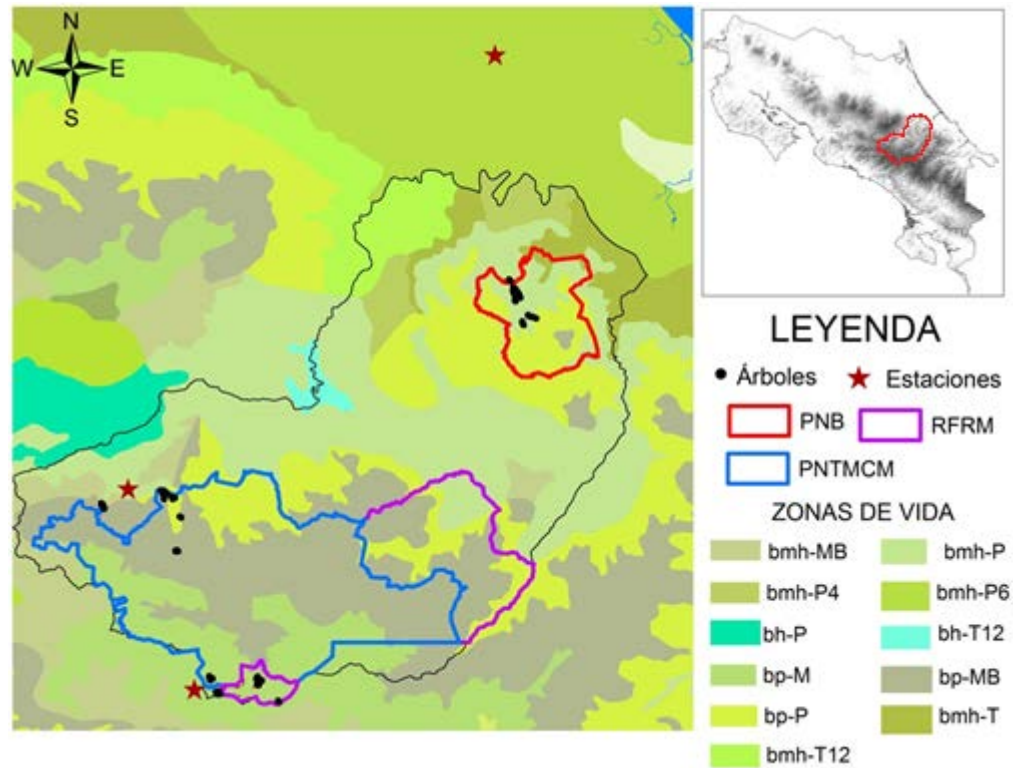 N
W E
S
LEYENDA
Árboles Estaciones
PNB RFRM
PNTMCM
ZONAS DE VIDA
bmh-MB bmh-P
bmh-P4 bmh-P6
bh-P bh-T12
bp-M bp-MB
bp-P bmh-T
bmh-T12